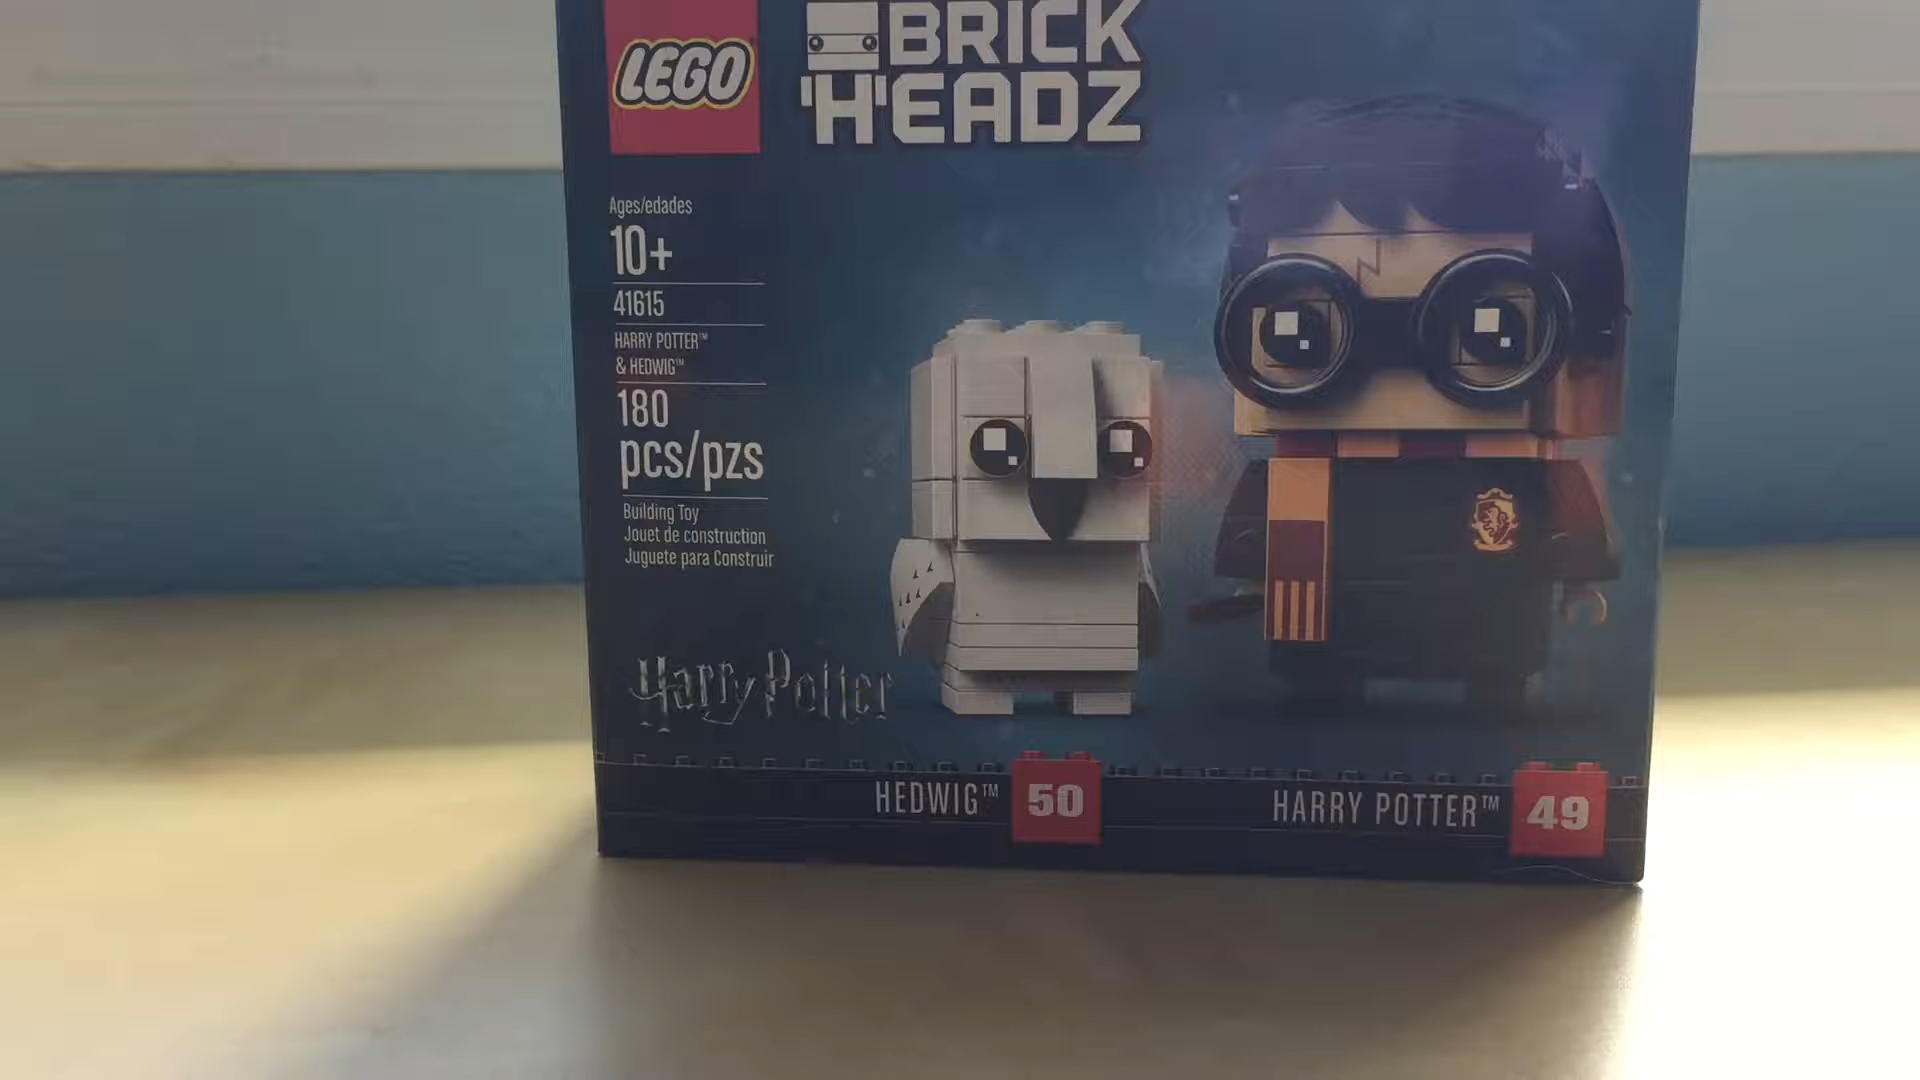 LEGO
BRICK
HEADZ
Ages/edades
10+
41615
HARRY POTTER™
& HEDWIG™
180
pcs/pzs
Building Toy
Jouet de construction
Juguete para Construir
Harry Potter
HEDWIG™ 50
HARRY POTTER™ 49